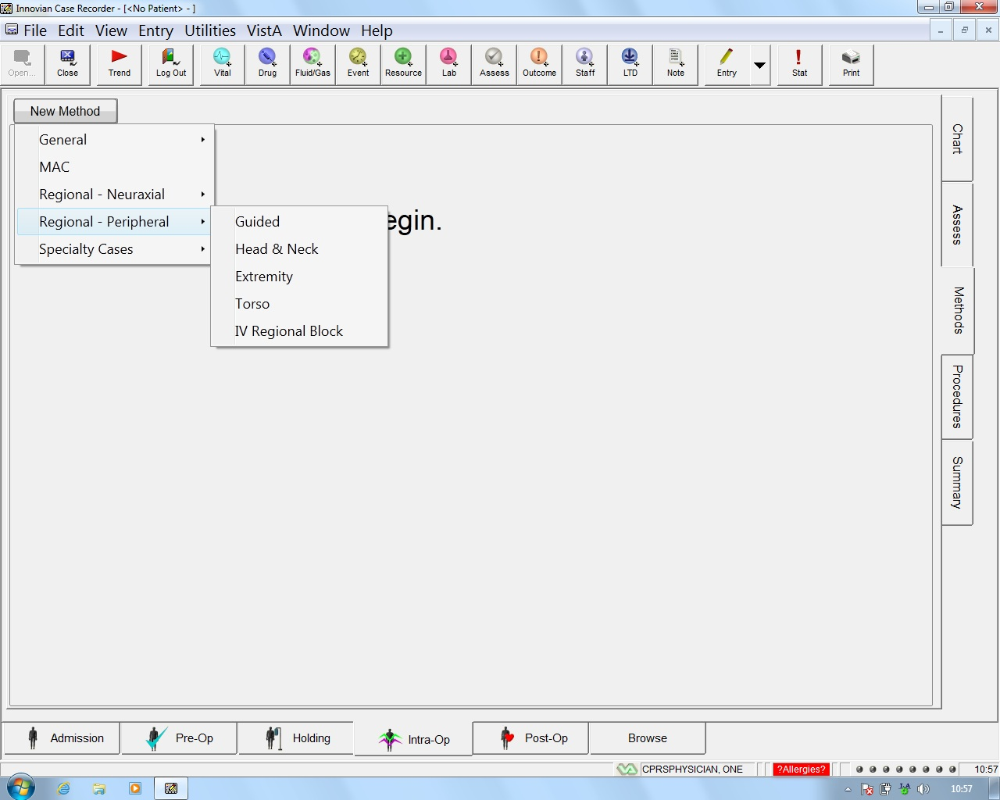 Innovian Case Recorder - [<No Patient> - ]
File Edit View Entry Utilities VistA Window Help
Open... Close Trend Log Out Vital Drug Fluid/Gas Event Resource Lab Assess Outcome Staff LTD Note Entry Stat Print
New Method
General
MAC
Regional - Neuraxial
Regional - Peripheral
Specialty Cases
Guided
Head & Neck
Extremity
Torso
IV Regional Block
egin.
Chart
Assess
Methods
Procedures
Summary
Admission Pre-Op Holding Intra-Op Post-Op Browse
CPRSPHYSICIAN, ONE ?Allergies? 10:57
10:57